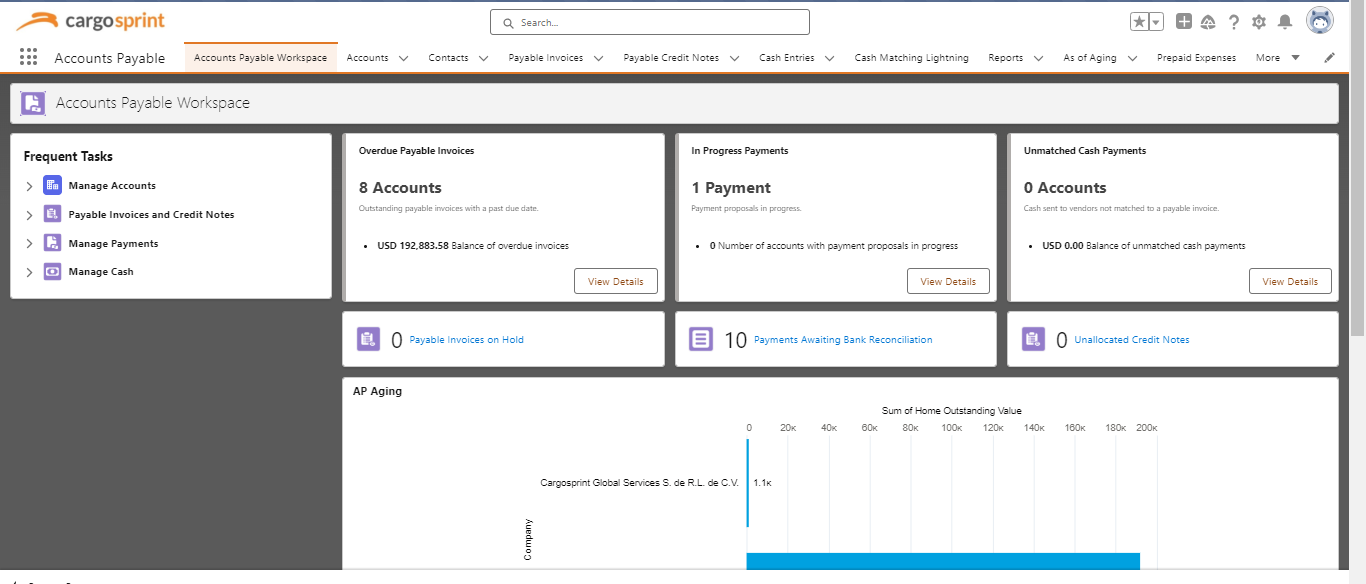 cargosprint
Search...
Accounts Payable
Accounts Payable Workspace
Accounts
Contacts
Payable Invoices
Payable Credit Notes
Cash Entries
Cash Matching Lightning
Reports
As of Aging
Prepaid Expenses
More
Accounts Payable Workspace
Frequent Tasks
Manage Accounts
Payable Invoices and Credit Notes
Manage Payments
Manage Cash
Overdue Payable Invoices
8 Accounts
Outstanding payable invoices with a past due date.
• USD 192,883.58 Balance of overdue invoices
View Details
In Progress Payments
1 Payment
Payment proposals in progress.
• 0 Number of accounts with payment proposals in progress
View Details
Unmatched Cash Payments
0 Accounts
Cash sent to vendors not matched to a payable invoice.
• USD 0.00 Balance of unmatched cash payments
View Details
0 Payable Invoices on Hold
10 Payments Awaiting Bank Reconciliation
0 Unallocated Credit Notes
AP Aging
Sum of Home Outstanding Value
0 20K 40K 60K 80K 100K 120K 140K 160K 180K 200K
Cargosprint Global Services S. de R.L. de C.V. 1.1K
Company